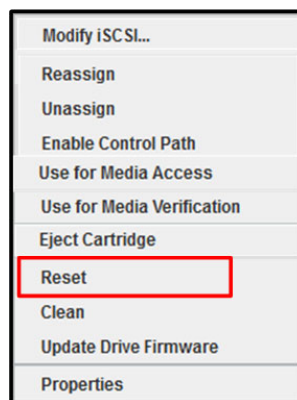 Modify iSCSI...
Reassign
Unassign
Enable Control Path
Use for Media Access
Use for Media Verification
Eject Cartridge
Reset
Clean
Update Drive Firmware
Properties